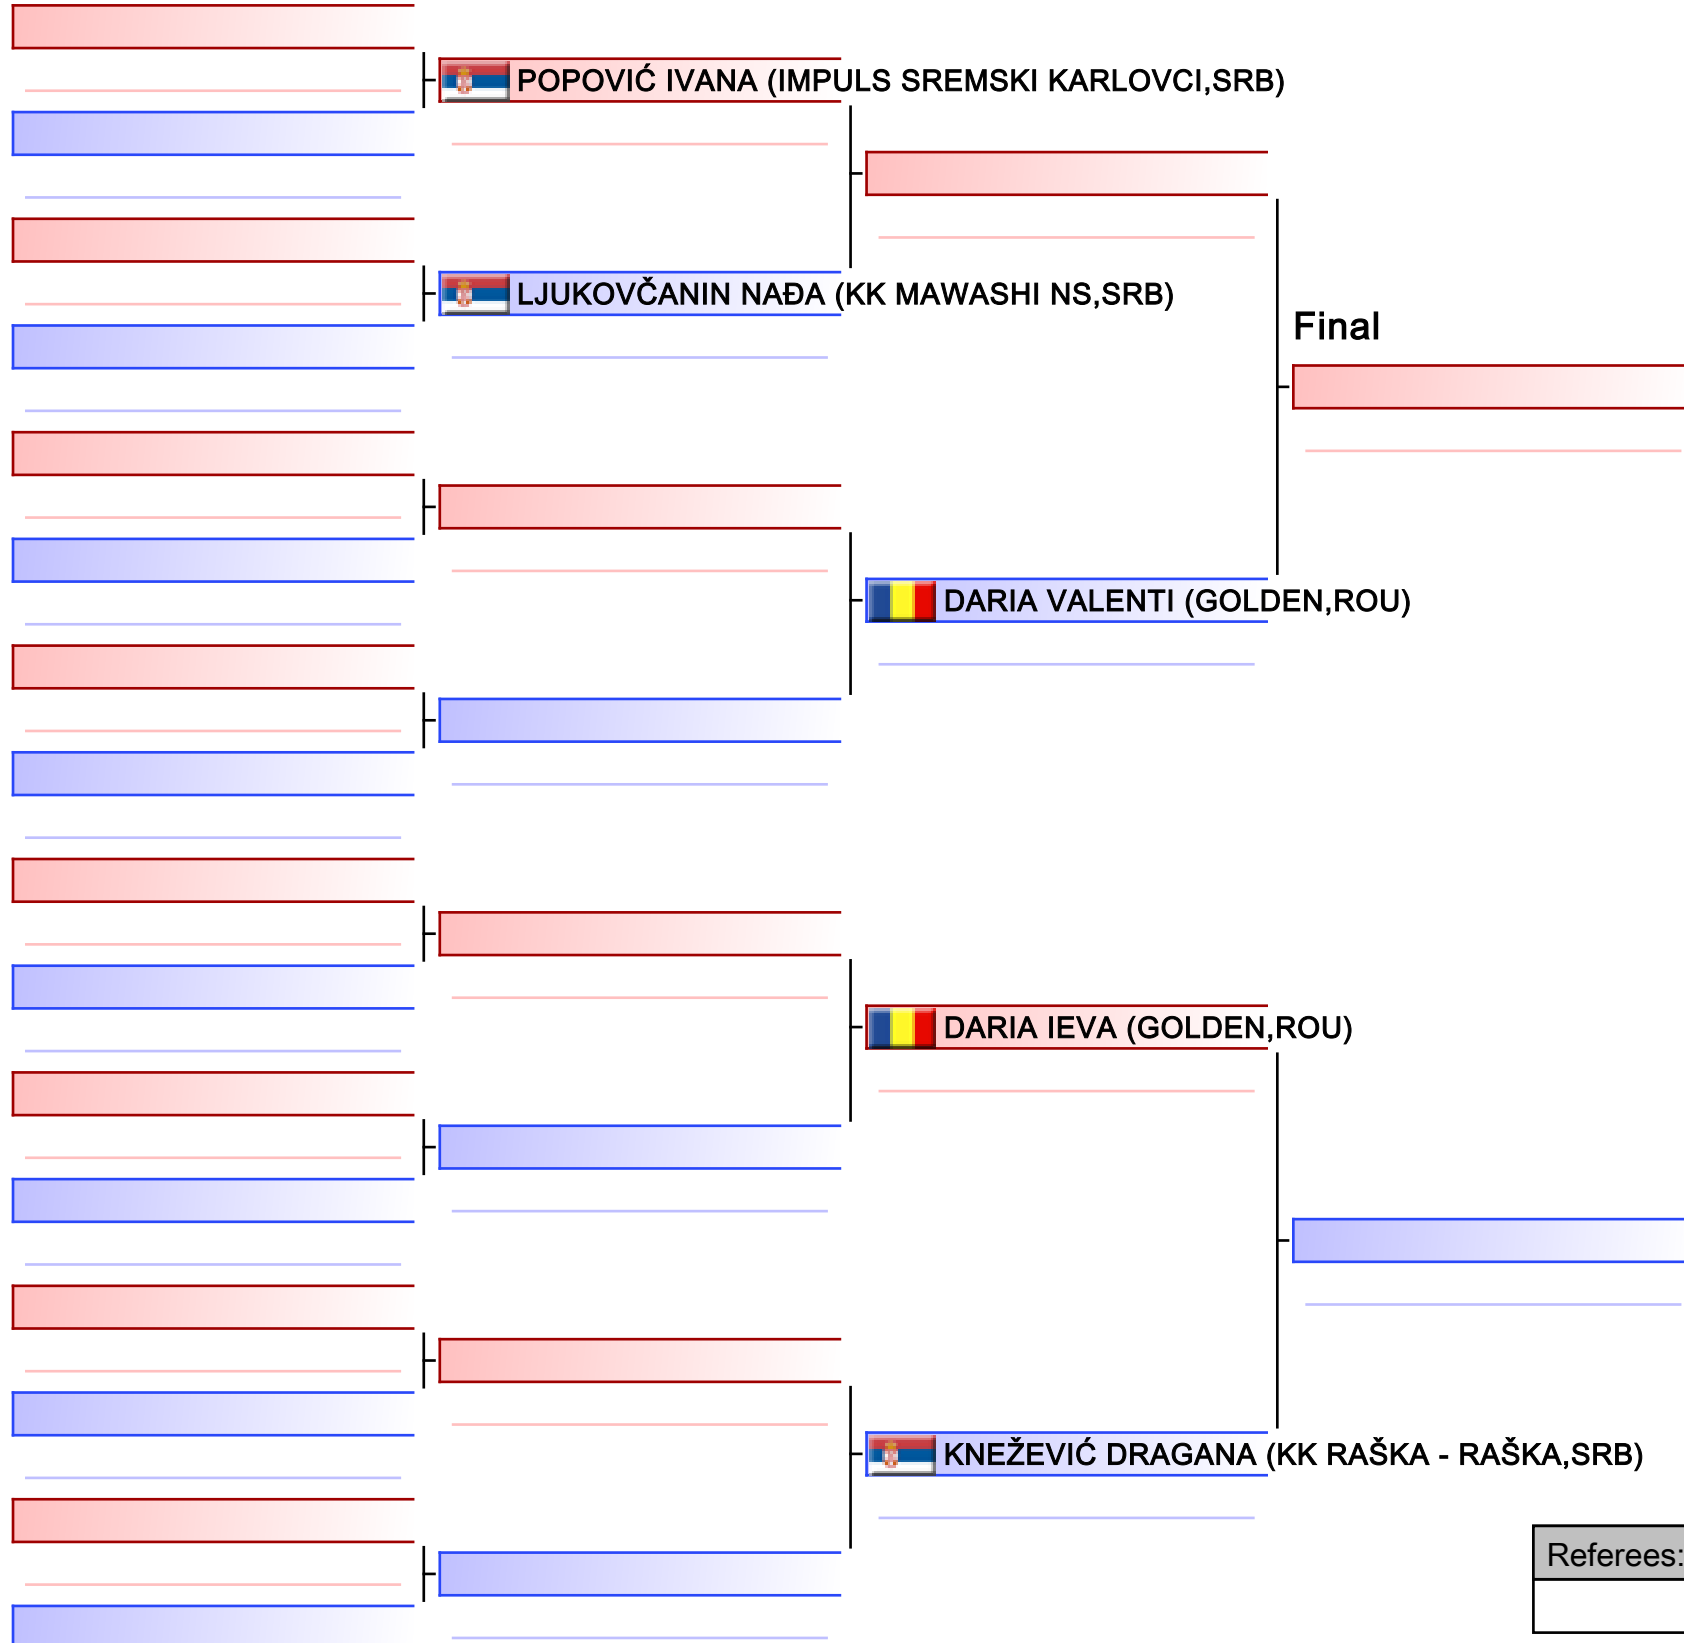 POPOVIĆ IVANA (IMPULS SREMSKI KARLOVCI,SRB)
LJUKOVČANIN NAĐA (KK MAWASHI NS,SRB)
Final
DARIA VALENTI (GOLDEN,ROU)
DARIA IEVA (GOLDEN,ROU)
KNEŽEVIĆ DRAGANA (KK RAŠKA - RAŠKA,SRB)
Referees: